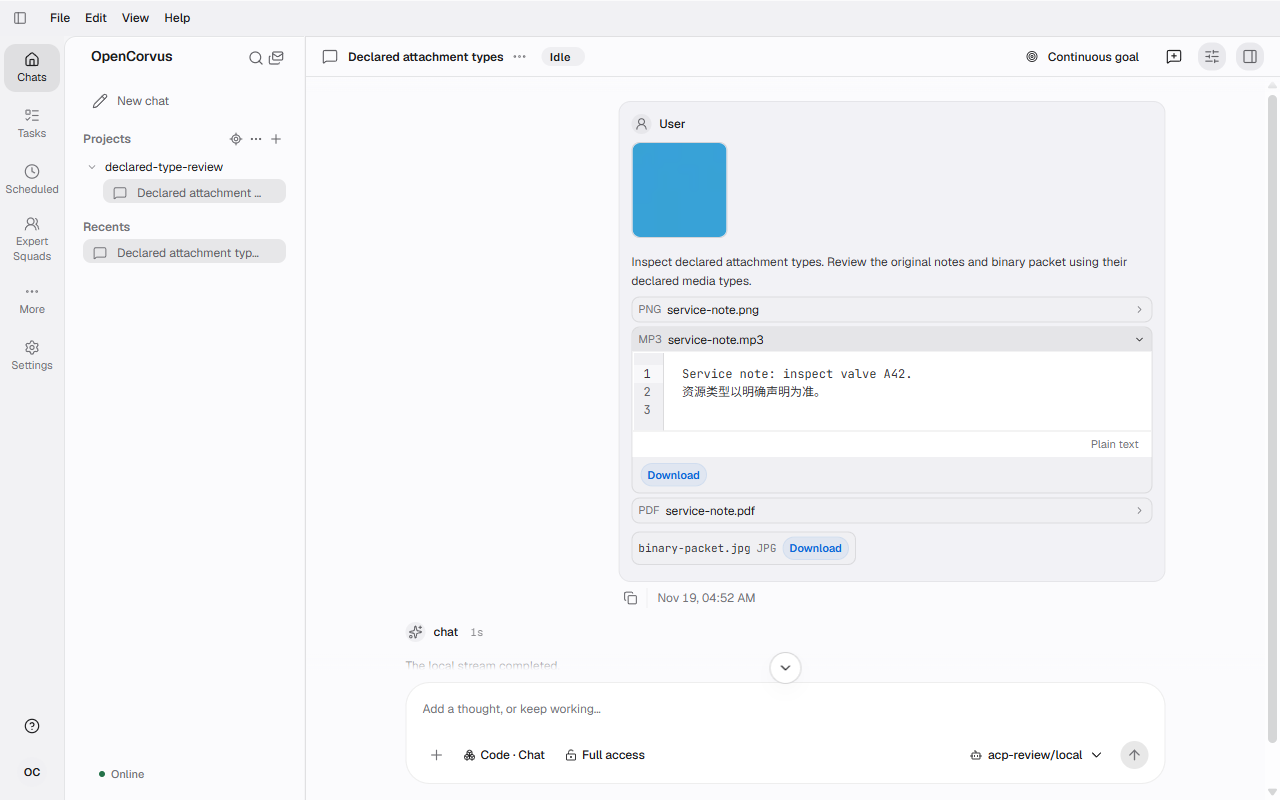 File Edit View Help
Chats
Tasks
Scheduled
Expert
Squads
More
Settings
OC
OpenCorvus
New chat
Projects
declared-type-review
Declared attachment ...
Recents
Declared attachment typ...
Online
Declared attachment types
Idle
Continuous goal
User
Inspect declared attachment types. Review the original notes and binary packet using their
declared media types.
PNG service-note.png
MP3 service-note.mp3
1 Service note: inspect valve A42.
2 资源类型以明确声明为准。
3
Plain text
Download
PDF service-note.pdf
binary-packet.jpg JPG Download
Nov 19, 04:52 AM
chat 1s
The local stream completed
Add a thought, or keep working...
Code · Chat Full access acp-review/local